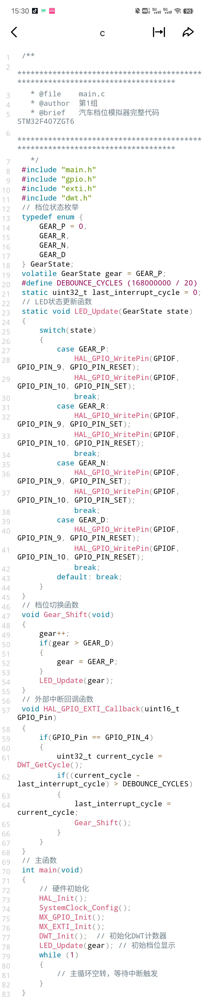 15:30
HD 1 2 5G 5G 90
c
1 /**
2
******************************************
************************************
3 * @file main.c
4 * @author 第1组
5 * @brief 汽车档位模拟器完整代码
STM32F407ZGT6
6
******************************************
************************************
7 */
8 #include "main.h"
9 #include "gpio.h"
10 #include "exti.h"
11 #include "dwt.h"
12 // 档位状态枚举
13 typedef enum {
14 GEAR_P = 0,
15 GEAR_R,
16 GEAR_N,
17 GEAR_D
18 } GearState;
19 volatile GearState gear = GEAR_P;
20 #define DEBOUNCE_CYCLES (168000000 / 20)
21 static uint32_t last_interrupt_cycle = 0;
22 // LED状态更新函数
23 static void LED_Update(GearState state)
24 {
25 switch(state)
26 {
27 case GEAR_P:
28 HAL_GPIO_WritePin(GPIOF,
GPIO_PIN_9, GPIO_PIN_RESET);
29 HAL_GPIO_WritePin(GPIOF,
GPIO_PIN_10, GPIO_PIN_SET);
30 break;
31 case GEAR_R:
32 HAL_GPIO_WritePin(GPIOF,
GPIO_PIN_9, GPIO_PIN_SET);
33 HAL_GPIO_WritePin(GPIOF,
GPIO_PIN_10, GPIO_PIN_RESET);
34 break;
35 case GEAR_N:
36 HAL_GPIO_WritePin(GPIOF,
GPIO_PIN_9, GPIO_PIN_SET);
37 HAL_GPIO_WritePin(GPIOF,
GPIO_PIN_10, GPIO_PIN_SET);
38 break;
39 case GEAR_D:
40 HAL_GPIO_WritePin(GPIOF,
GPIO_PIN_9, GPIO_PIN_RESET);
41 HAL_GPIO_WritePin(GPIOF,
GPIO_PIN_10, GPIO_PIN_RESET);
42 break;
43 default: break;
44 }
45 }
46 // 档位切换函数
47 void Gear_Shift(void)
48 {
49 gear++;
50 if(gear > GEAR_D)
51 {
52 gear = GEAR_P;
53 }
54 LED_Update(gear);
55 }
56 // 外部中断回调函数
57 void HAL_GPIO_EXTI_Callback(uint16_t
GPIO_Pin)
58 {
59 if(GPIO_Pin == GPIO_PIN_4)
60 {
61 uint32_t current_cycle =
DWT_GetCycle();
62 if((current_cycle -
last_interrupt_cycle) > DEBOUNCE_CYCLES)
63 {
64 last_interrupt_cycle =
current_cycle;
65 Gear_Shift();
66 }
67 }
68 }
69 // 主函数
70 int main(void)
71 {
72 // 硬件初始化
73 HAL_Init();
74 SystemClock_Config();
75 MX_GPIO_Init();
76 MX_EXTI_Init();
77 DWT_Init(); // 初始化DWT计数器
78 LED_Update(gear); // 初始档位显示
79 while (1)
80 {
81 // 主循环空转，等待中断触发
82 }
83 }